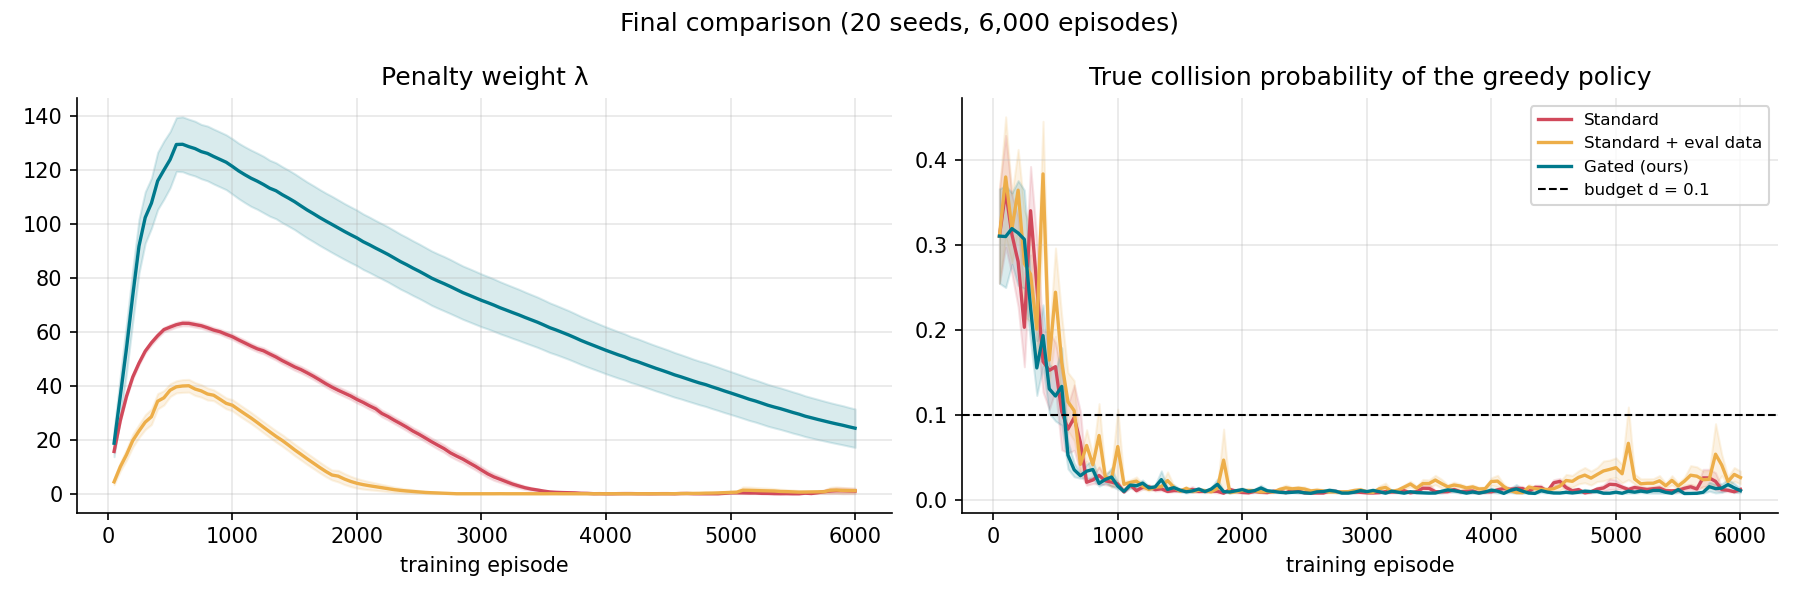 Final comparison (20 seeds, 6,000 episodes)
Penalty weight λ
140
120
100
80
60
40
20
0
0 1000 2000 3000 4000 5000 6000
training episode
True collision probability of the greedy policy
Standard
Standard + eval data
Gated (ours)
budget d = 0.1
0.4
0.3
0.2
0.1
0.0
0 1000 2000 3000 4000 5000 6000
training episode